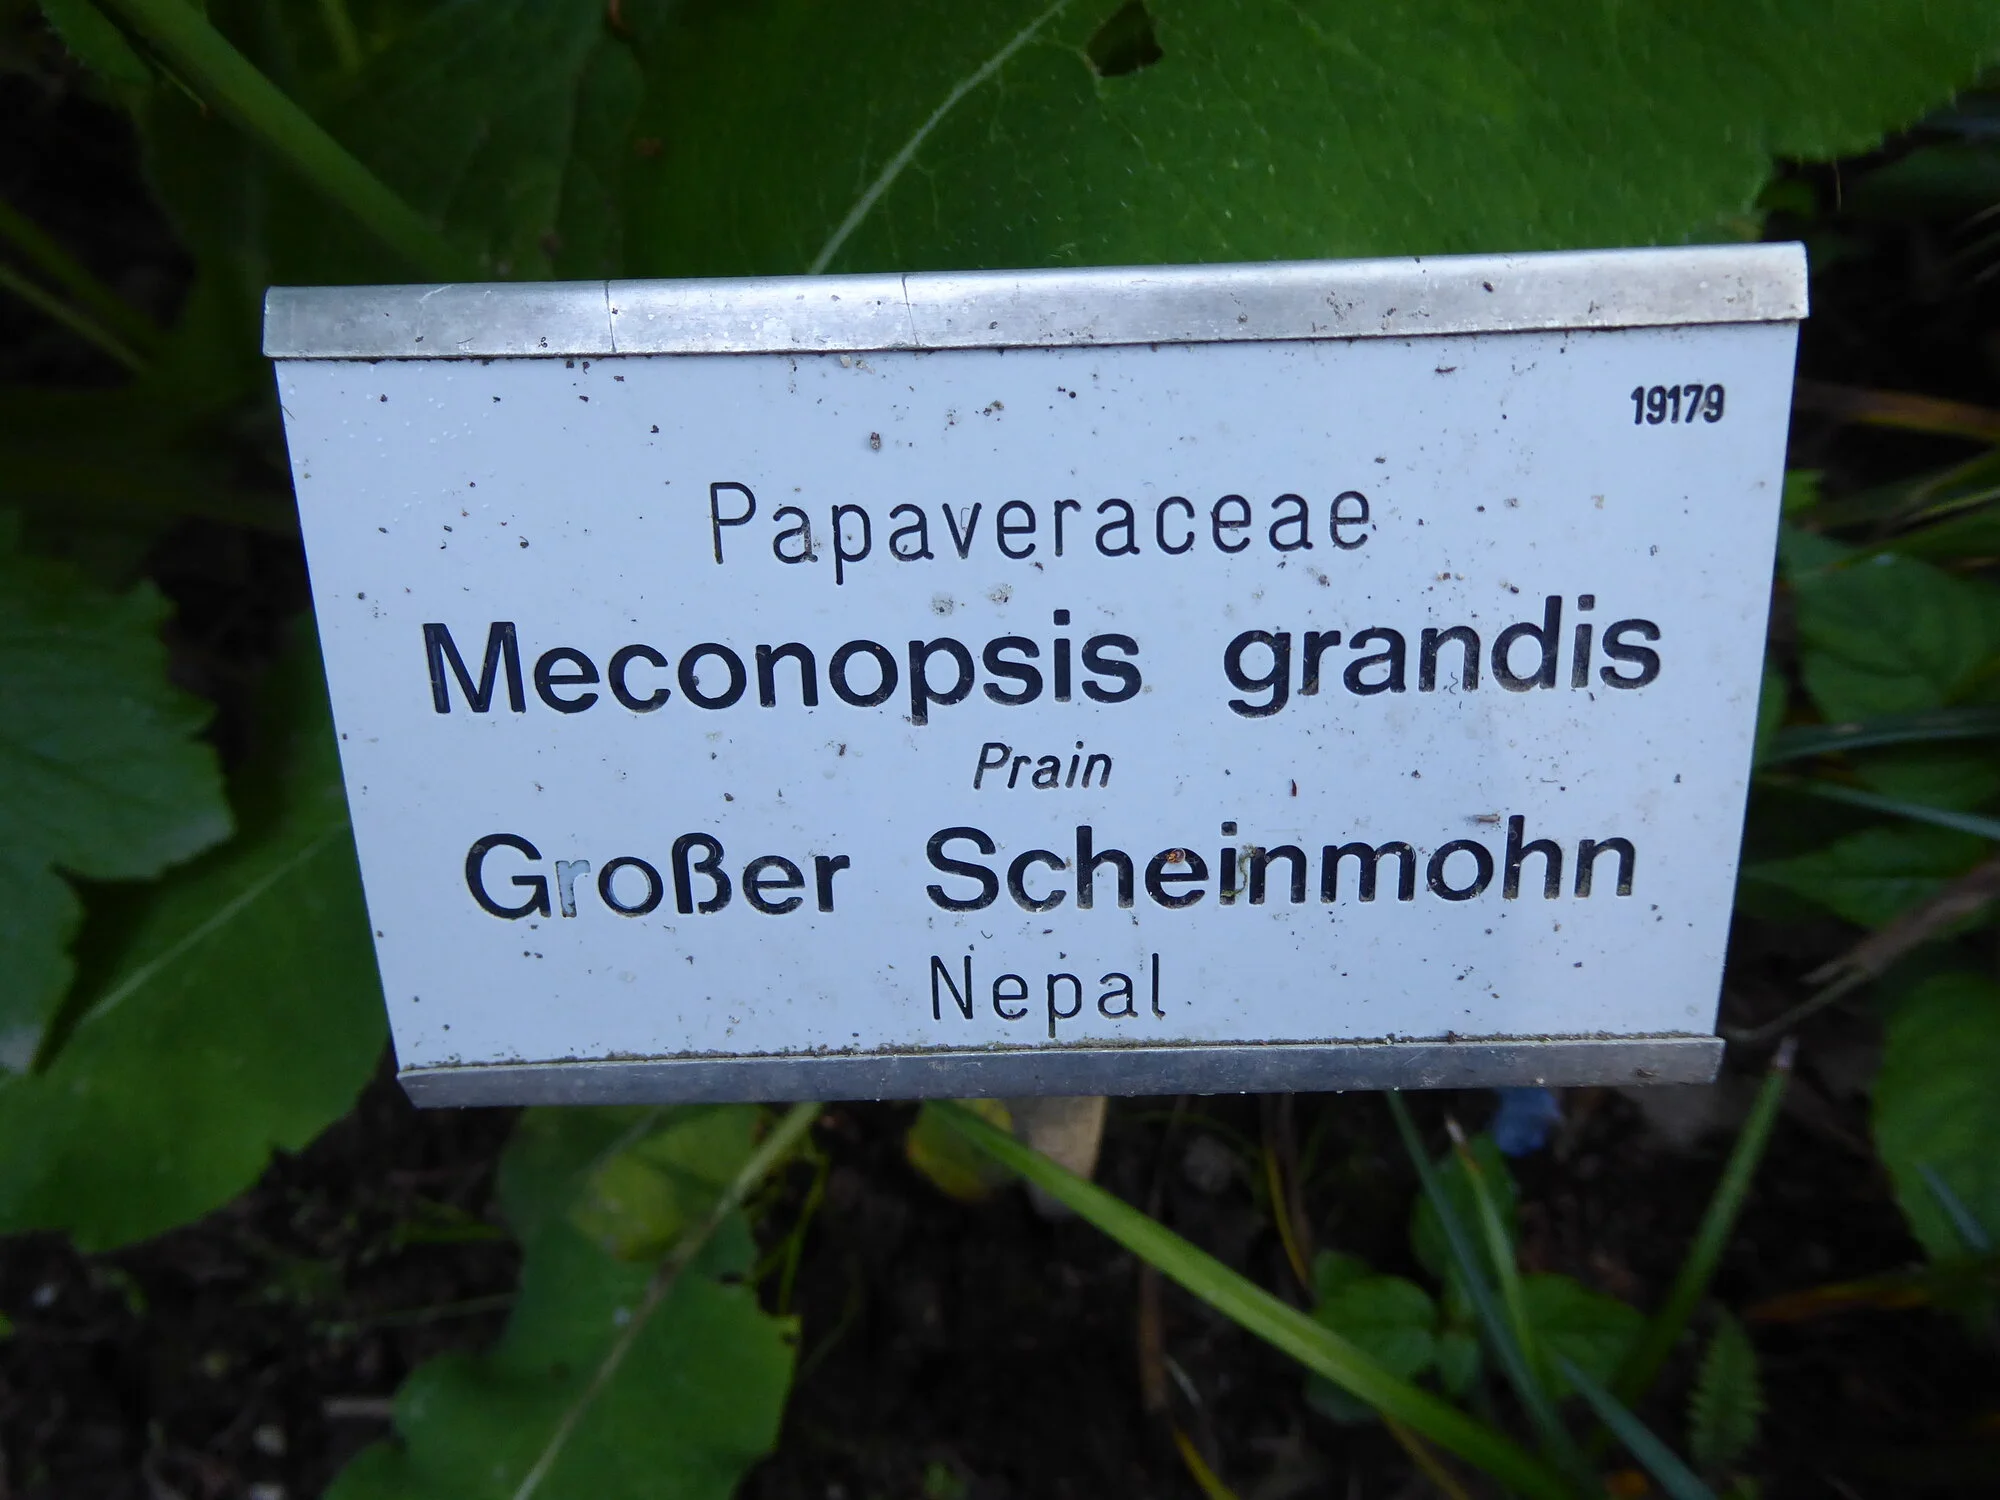 19179
Papaveraceae
Meconopsis grandis
Prain
Großer Scheinmohn
Nepal